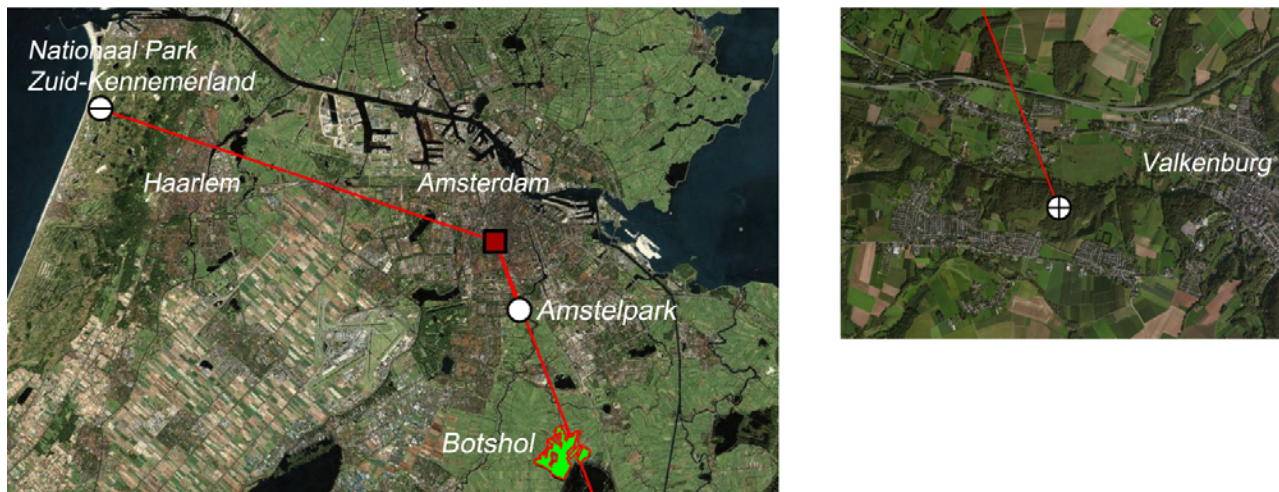 Nationaal Park
Zuid-Kennemerland
Haarlem
Amsterdam
Amstelpark
Botshol
Valkenburg